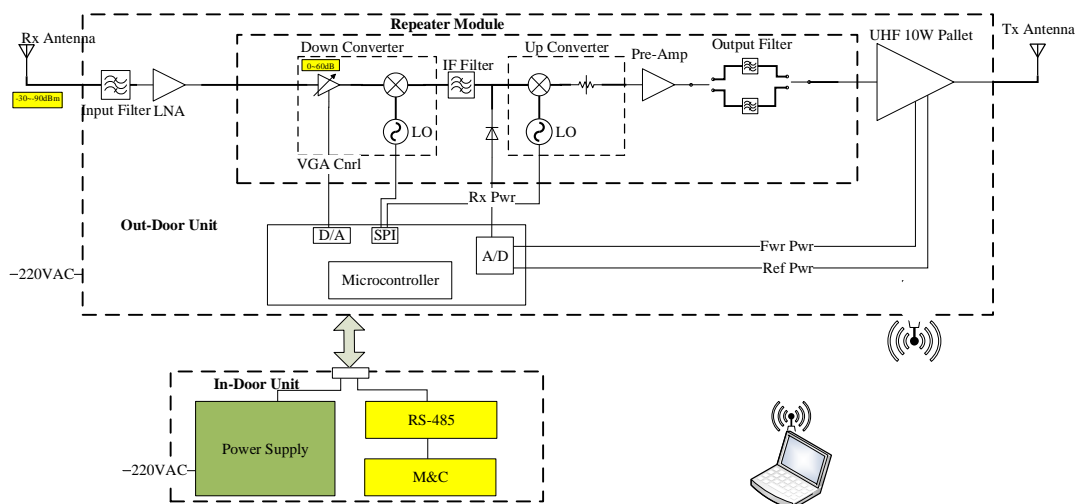 Repeater Module
Rx Antenna
Tx Antenna
UHF 10W Pallet
Down Converter
Up Converter
Pre-Amp
Output Filter
0~60dB
IF Filter
-30~-90dBm
Input Filter
LNA
LO
LO
VGA Cnrl
Rx Pwr
Out-Door Unit
D/A
SPI
A/D
Fwr Pwr
Ref Pwr
~220VAC
Microcontroller
In-Door Unit
RS-485
Power Supply
~220VAC
M&C